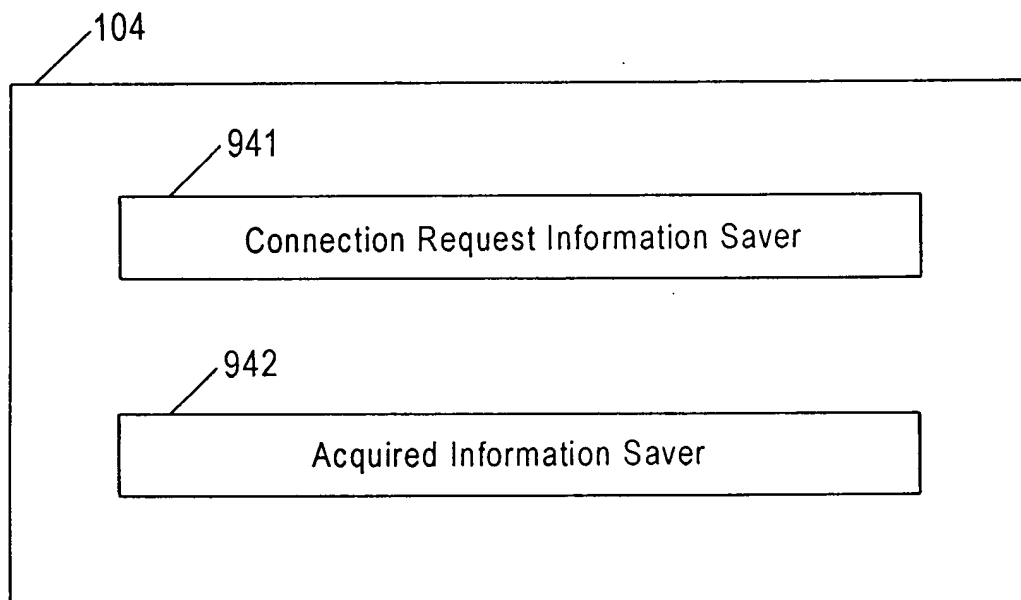 104
941
Connection Request Information Saver
942
Acquired Information Saver